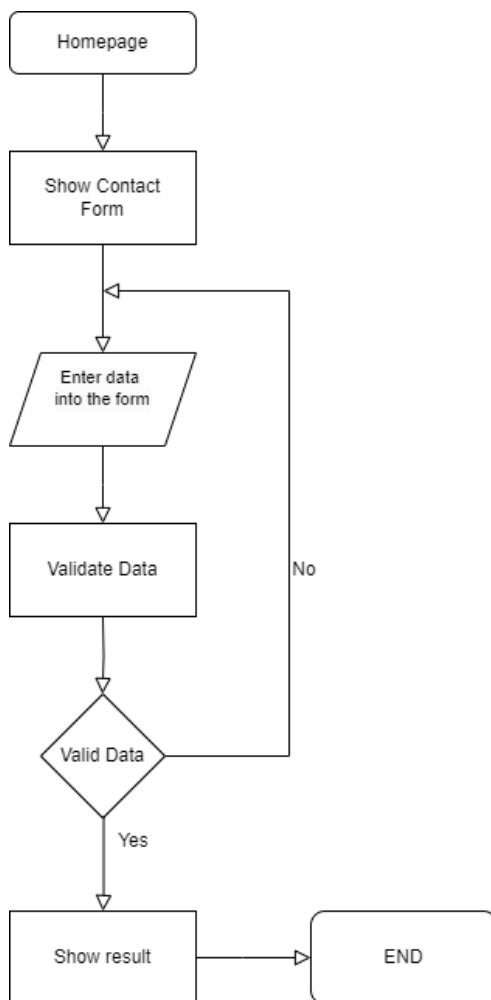 Homepage
Show Contact
Form
Enter data
into the form
Validate Data
No
Valid Data
Yes
Show result
END